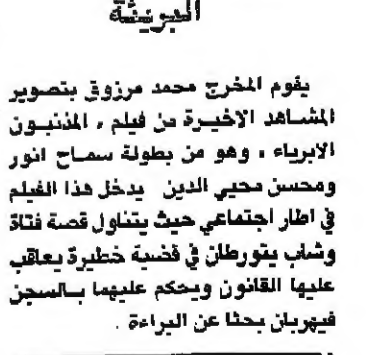 البريئة
يقوم المخرج محمد مرزوق بتصوير
المشاهد الاخيرة من فيلم ، المذنبون
الابرياء ، وهو من بطولة سماح انور
ومحسن محيي الدين يدخل هذا الفيلم
في اطار اجتماعي حيث يتناول قصة فتاة
وشاب يتورطان في قضية خطيرة يعاقب
عليها القانون ويحكم عليهما بالسجن
فيهربان بحثا عن البراءة .